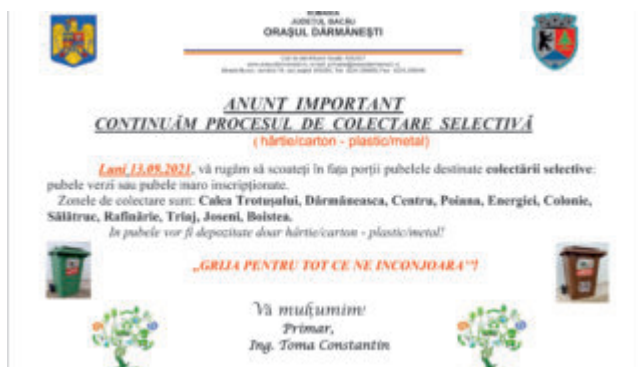 ROMANIA
JUDEȚUL BACĂU
ORAȘUL DĂRMĂNEȘTI
ANUNȚ IMPORTANT
CONTINUĂM PROCESUL DE COLECTARE SELECTIVĂ
( hârtie/carton - plastic/metal)
Luni 13.09.2021, vă rugăm să scoateți în fața porții pubelele destinate colectării selective:
pubele verzi sau pubele maro inscripționate.
Zonele de colectare sunt: Calea Trotușului, Dărmăneasca, Centru, Poiana, Energiei, Colonie,
Sălătruc, Rafinărie, Triaj, Joseni, Boistea.
In pubele vor fi depozitate doar hârtie/carton - plastic/metal!
„GRIJA PENTRU TOT CE NE INCONJOARA”!
Vă mulțumim!
Primar,
Ing. Toma Constantin